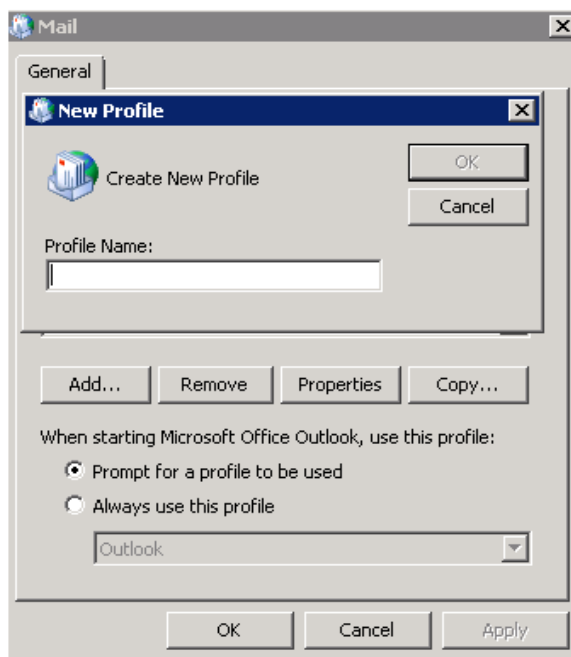 Mail
General
New Profile
Create New Profile
OK
Cancel
Profile Name:
Add... Remove Properties Copy...
When starting Microsoft Office Outlook, use this profile:
Prompt for a profile to be used
Always use this profile
Outlook
OK Cancel Apply